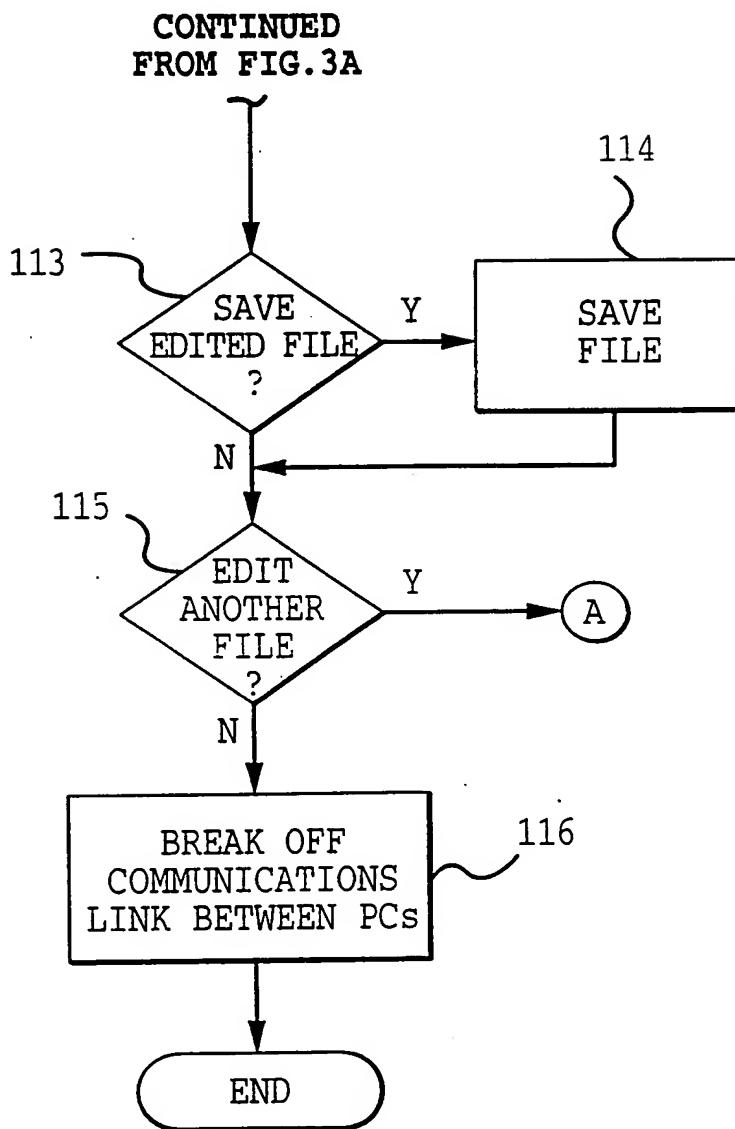 CONTINUED
FROM FIG.3A
114
113
SAVE
EDITED FILE
?
Y
SAVE
FILE
N
115
EDIT
ANOTHER
FILE
?
Y
A
N
BREAK OFF
COMMUNICATIONS
LINK BETWEEN PCs
116
END